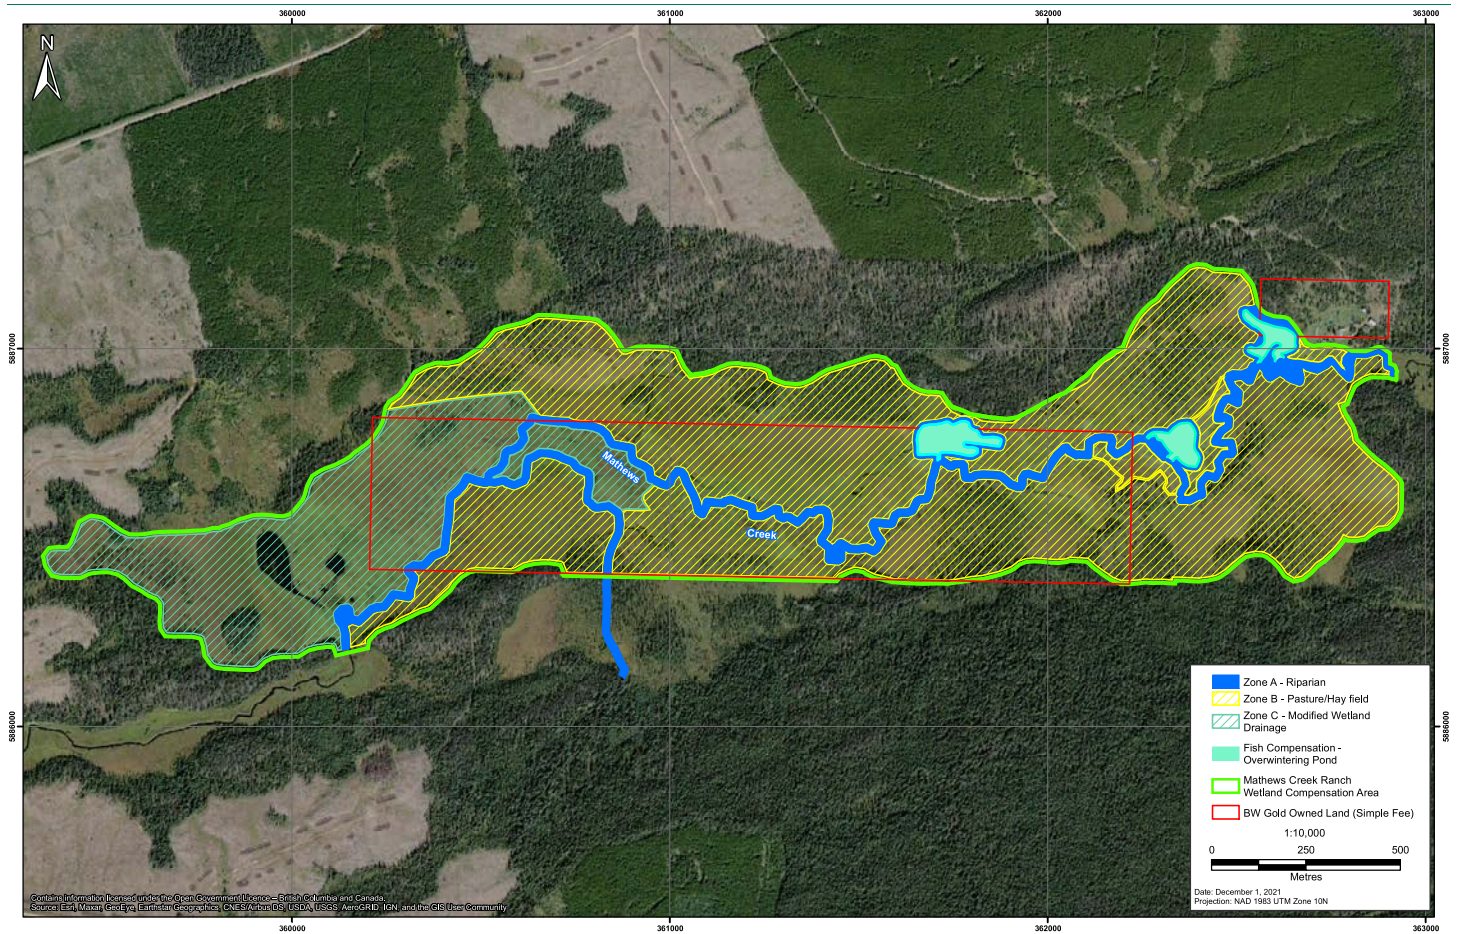 360000
361000
362000
363000
N
5887000
5887000
Mathews
Creek
5886000
5886000
Zone A - Riparian
Zone B - Pasture/Hay field
Zone C - Modified Wetland
Drainage
Fish Compensation -
Overwintering Pond
Mathews Creek Ranch
Wetland Compensation Area
BW Gold Owned Land (Simple Fee)
1:10,000
0 250 500
Metres
Date: December 1, 2021
Projection: NAD 1983 UTM Zone 10N
Contains information licensed under the Open Government Licence – British Columbia and Canada.
Source: Esri, Maxar, GeoEye, Earthstar Geographics, CNES/Airbus DS, USDA, USGS, AeroGRID, IGN, and the GIS User Community
360000
361000
362000
363000